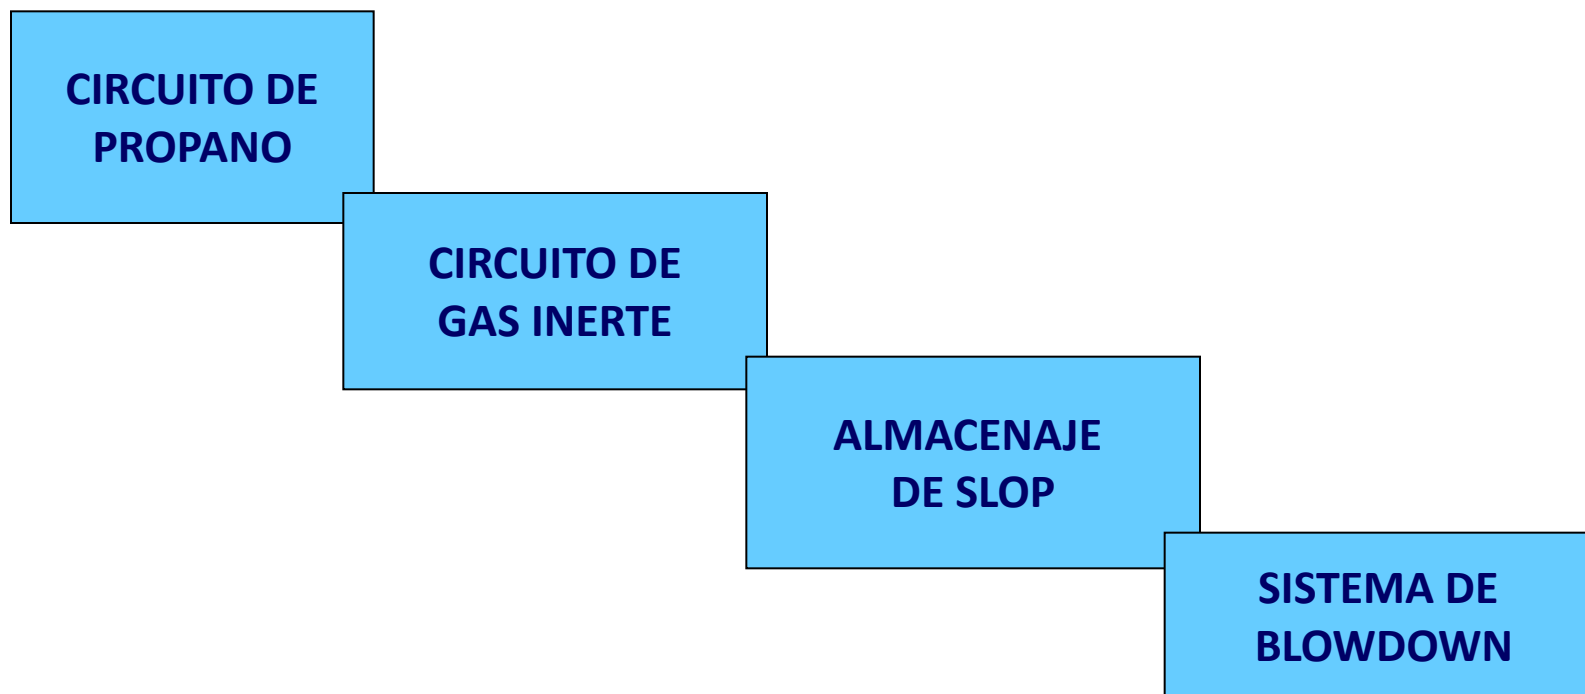 CIRCUITO DE
PROPANO
CIRCUITO DE
GAS INERTE
ALMACENAJE
DE SLOP
SISTEMA DE
BLOWDOWN